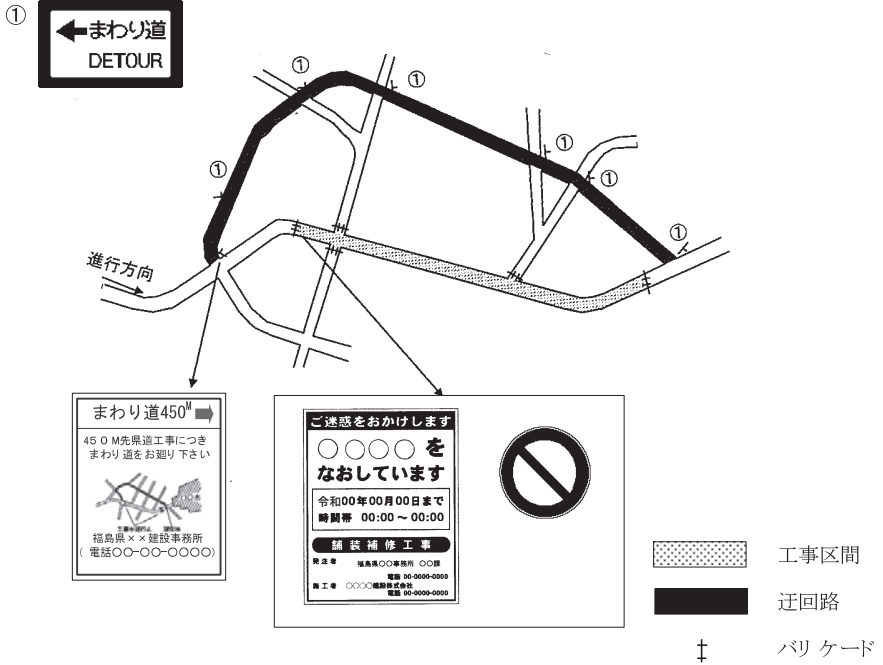 ①
まわり道
DETOUR
①
①
①
①
①
①
進行方向
まわり道450M
450M先県道工事につき
まわり道をお廻り下さい
福島県××建設事務所
(電話○○-○○-○○○○)
ご迷惑をおかけします
○○○○を
なおしています
令和00年00月00日まで
時間帯 00:00～00:00
舗装補修工事
発注者 福島県○○事務所 ○○課
電話 00-0000-0000
施工者 ○○○○建設株式会社
電話 00-0000-0000
工事区間
迂回路
バリケード